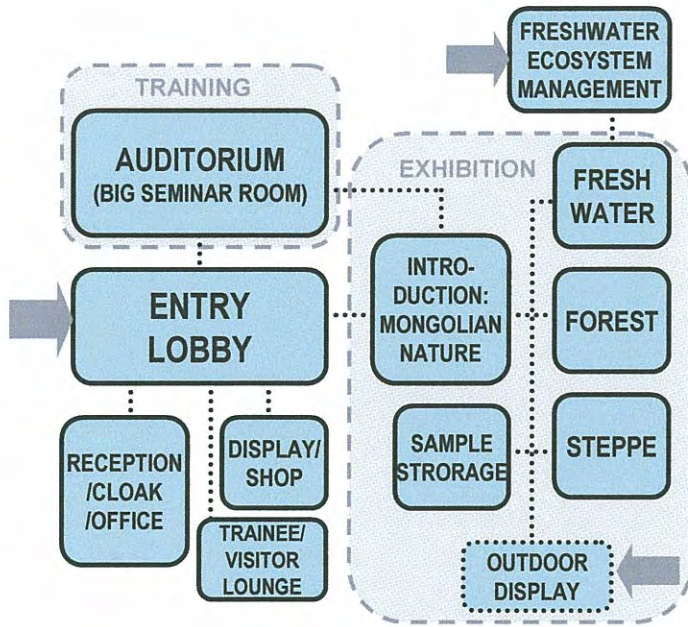 FRESHWATER
ECOSYSTEM
MANAGEMENT
TRAINING
AUDITORIUM
(BIG SEMINAR ROOM)
EXHIBITION
FRESH
WATER
ENTRY
LOBBY
INTRO-
DUCTION:
MONGOLIAN
NATURE
FOREST
RECEPTION
/CLOAK
/OFFICE
DISPLAY/
SHOP
TRAINEE/
VISITOR
LOUNGE
SAMPLE
STRORAGE
STEPPE
OUTDOOR
DISPLAY